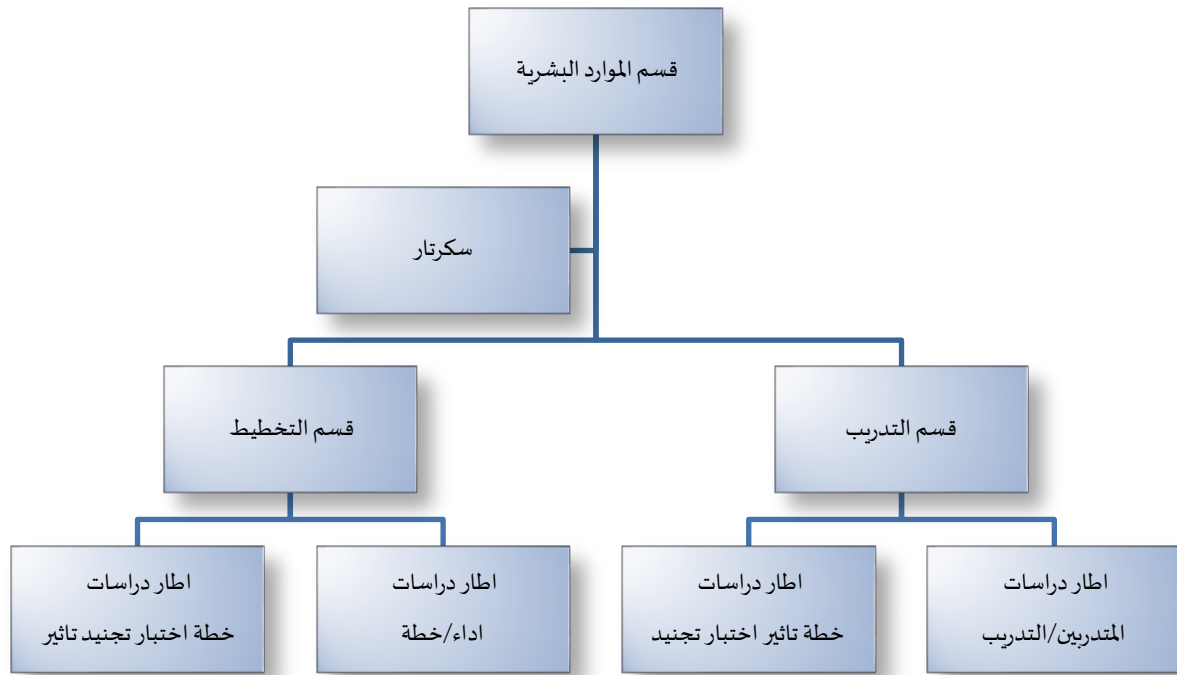 قسم الموارد البشرية
سكرتار
قسم التدريب
قسم التخطيط
اطار دراسات
المتدربين/التدريب
اطار دراسات
خطة تاثير اختبار تجنيد
اطار دراسات
اداء/خطة
اطار دراسات
خطة اختبار تجنيد تاثير